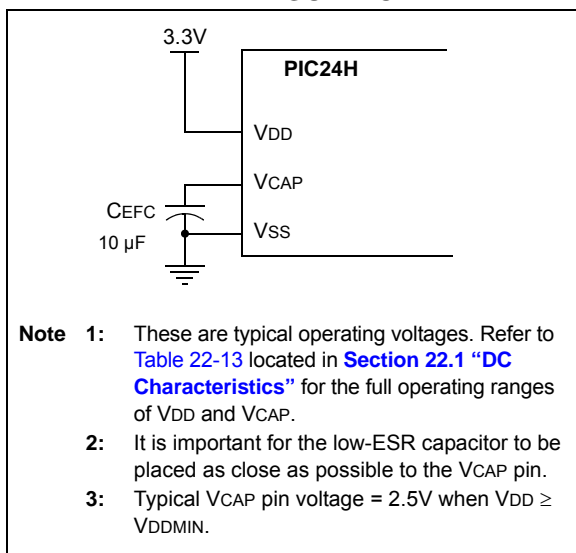 3.3V
PIC24H
VDD
VCAP
CEFC
10 µF
VSS
Note 1: These are typical operating voltages. Refer to
Table 22-13 located in Section 22.1 “DC
Characteristics” for the full operating ranges
of VDD and VCAP.
2: It is important for the low-ESR capacitor to be
placed as close as possible to the VCAP pin.
3: Typical VCAP pin voltage = 2.5V when VDD ≥
VDDMIN.